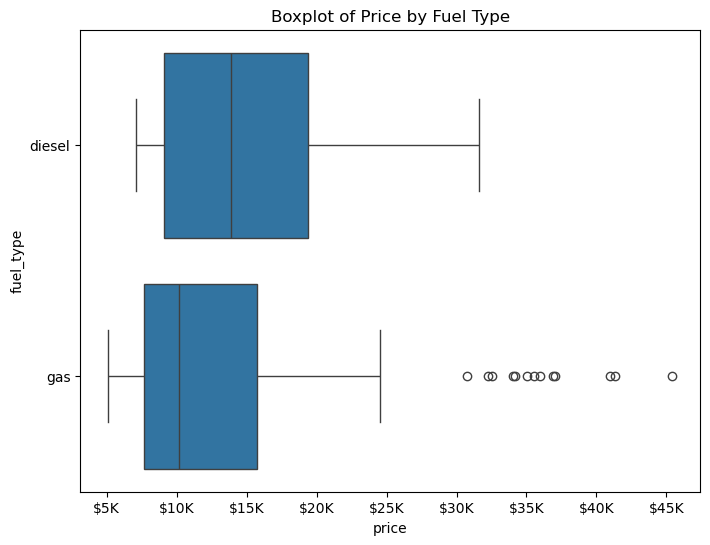 Boxplot of Price by Fuel Type
fuel_type
diesel
gas
$5K $10K $15K $20K $25K $30K $35K $40K $45K
price